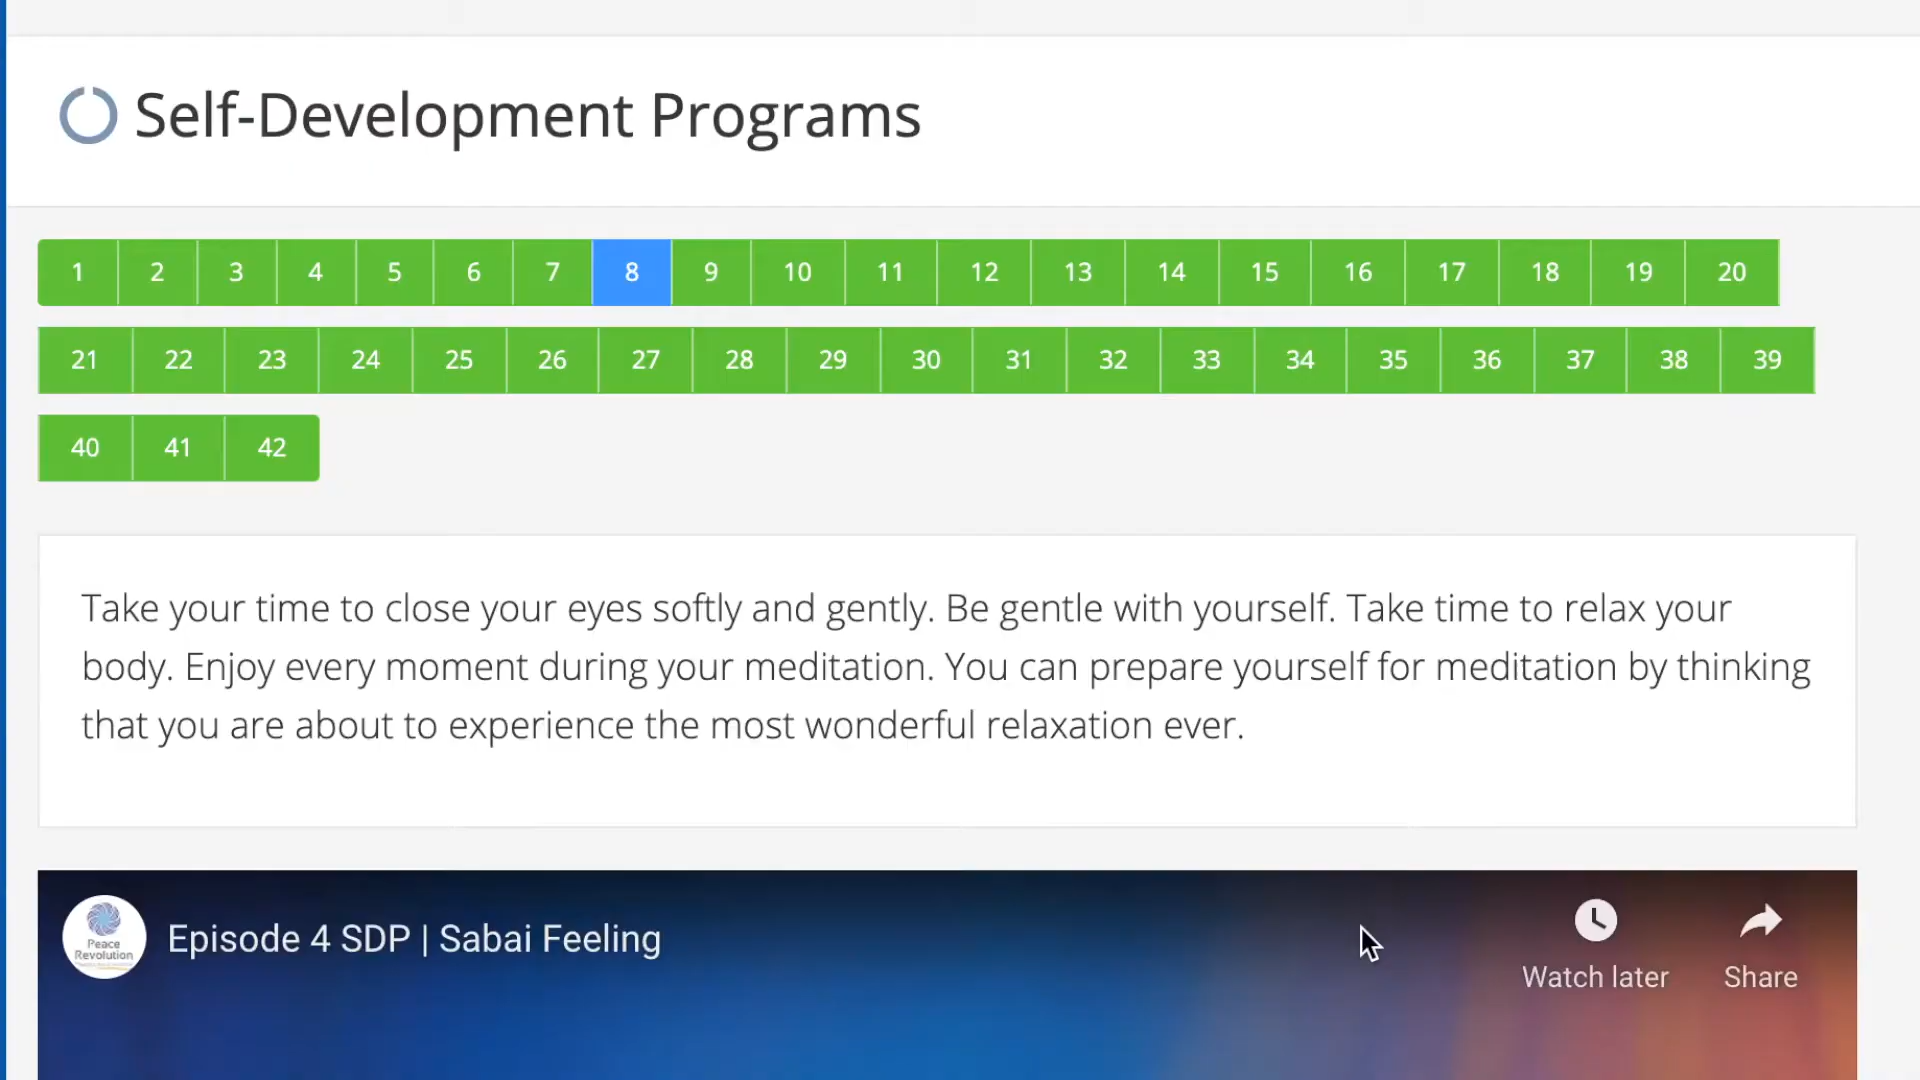 Self-Development Programs
1 2 3 4 5 6 7 8 9 10 11 12 13 14 15 16 17 18 19 20
21 22 23 24 25 26 27 28 29 30 31 32 33 34 35 36 37 38 39
40 41 42
Take your time to close your eyes softly and gently. Be gentle with yourself. Take time to relax your
body. Enjoy every moment during your meditation. You can prepare yourself for meditation by thinking
that you are about to experience the most wonderful relaxation ever.
Peace
Revolution
Episode 4 SDP | Sabai Feeling
Watch later
Share